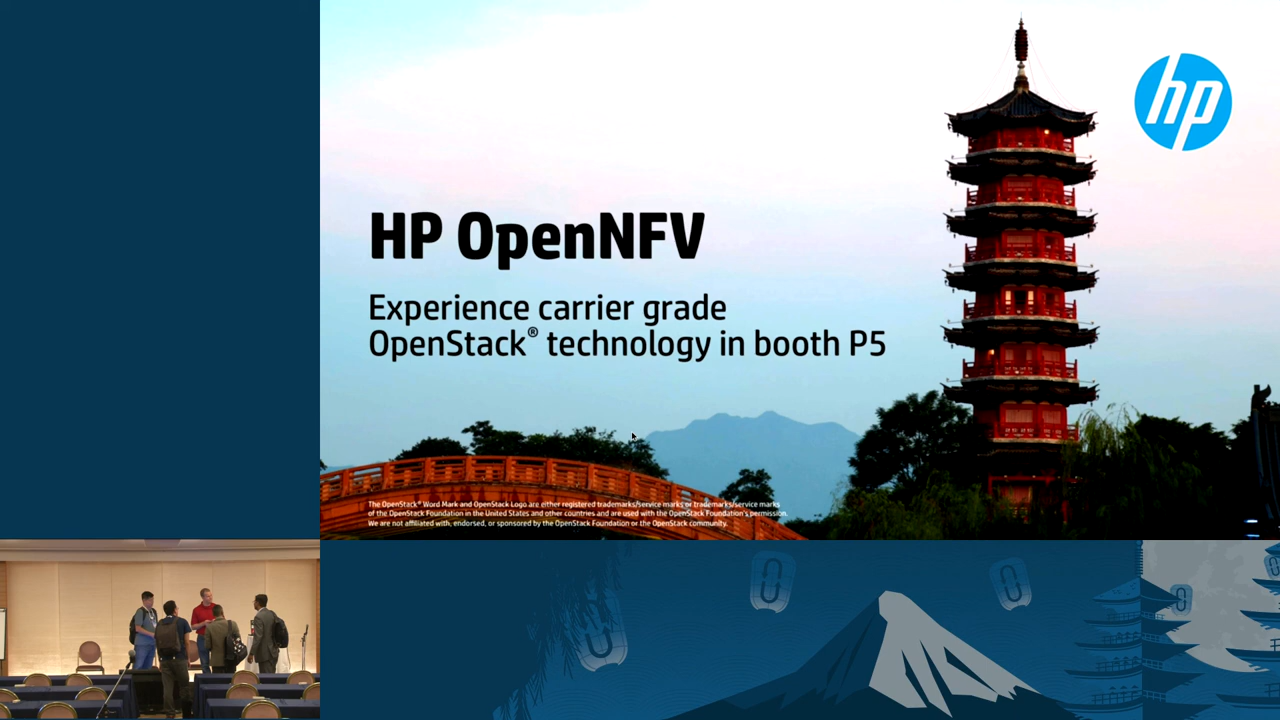 hp
HP OpenNFV
Experience carrier grade
OpenStack® technology in booth P5
The OpenStack® Word Mark and OpenStack Logo are either registered trademarks/service marks or trademarks/service marks
of the OpenStack Foundation in the United States and other countries and are used with the OpenStack Foundation's permission.
We are not affiliated with, endorsed, or sponsored by the OpenStack Foundation or the OpenStack community.